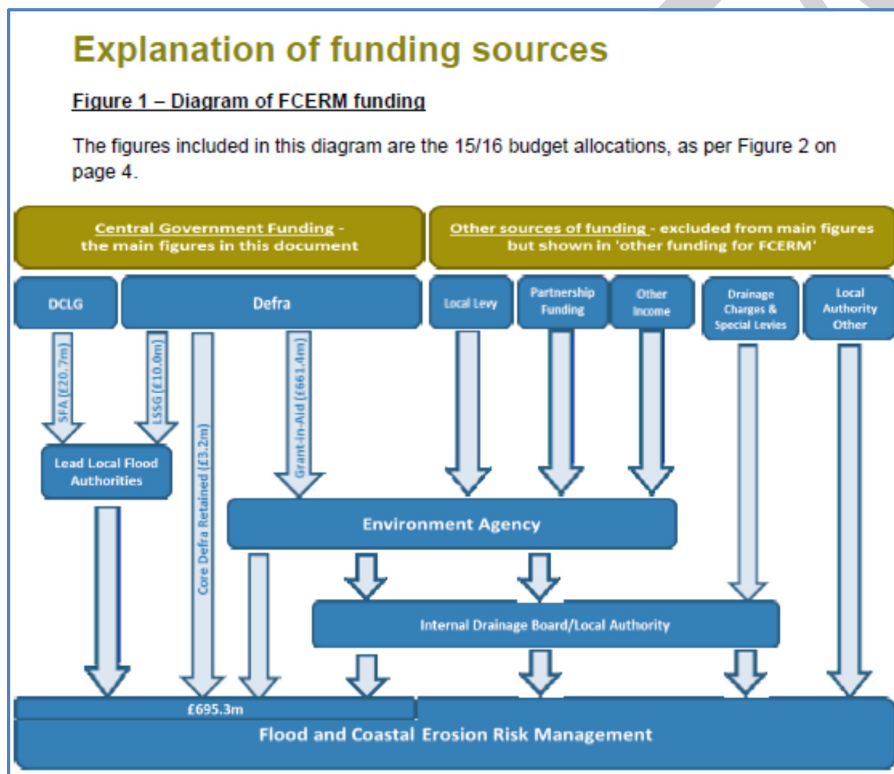 Explanation of funding sources
Figure 1 – Diagram of FCERM funding
The figures included in this diagram are the 15/16 budget allocations, as per Figure 2 on
page 4.
Central Government Funding -
the main figures in this document
Other sources of funding - excluded from main figures
but shown in 'other funding for FCERM'
DCLG
Defra
Local Levy
Partnership
Funding
Other
Income
Drainage
Charges &
Special Levies
Local
Authority
Other
SFA (£20.7m)
LSSG (£10.0m)
Core Defra Retained (£3.2m)
Grant-in-Aid (£661.4m)
Lead Local Flood
Authorities
Environment Agency
Internal Drainage Board/Local Authority
£695.3m
Flood and Coastal Erosion Risk Management